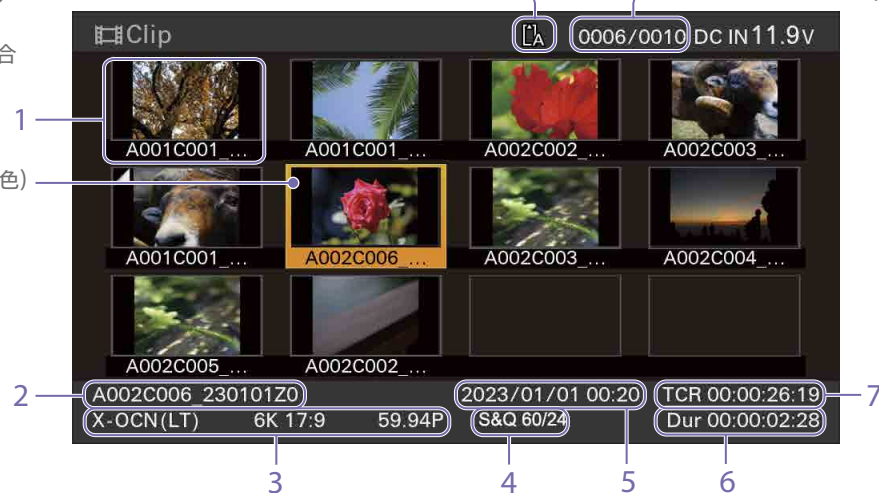 合
Clip A 0006/0010 DC IN 11.9V
1
A001C001_... A001C001_... A002C002_... A002C003_...
色)
A001C001_... A002C006_... A002C003_... A002C004_...
A002C005_... A002C002_...
2 A002C006_230101Z0 2023/01/01 00:20 TCR 00:00:26:19 7
X-OCN(LT) 6K 17:9 59.94P S&Q 60/24 Dur 00:00:02:28
3 4 5 6